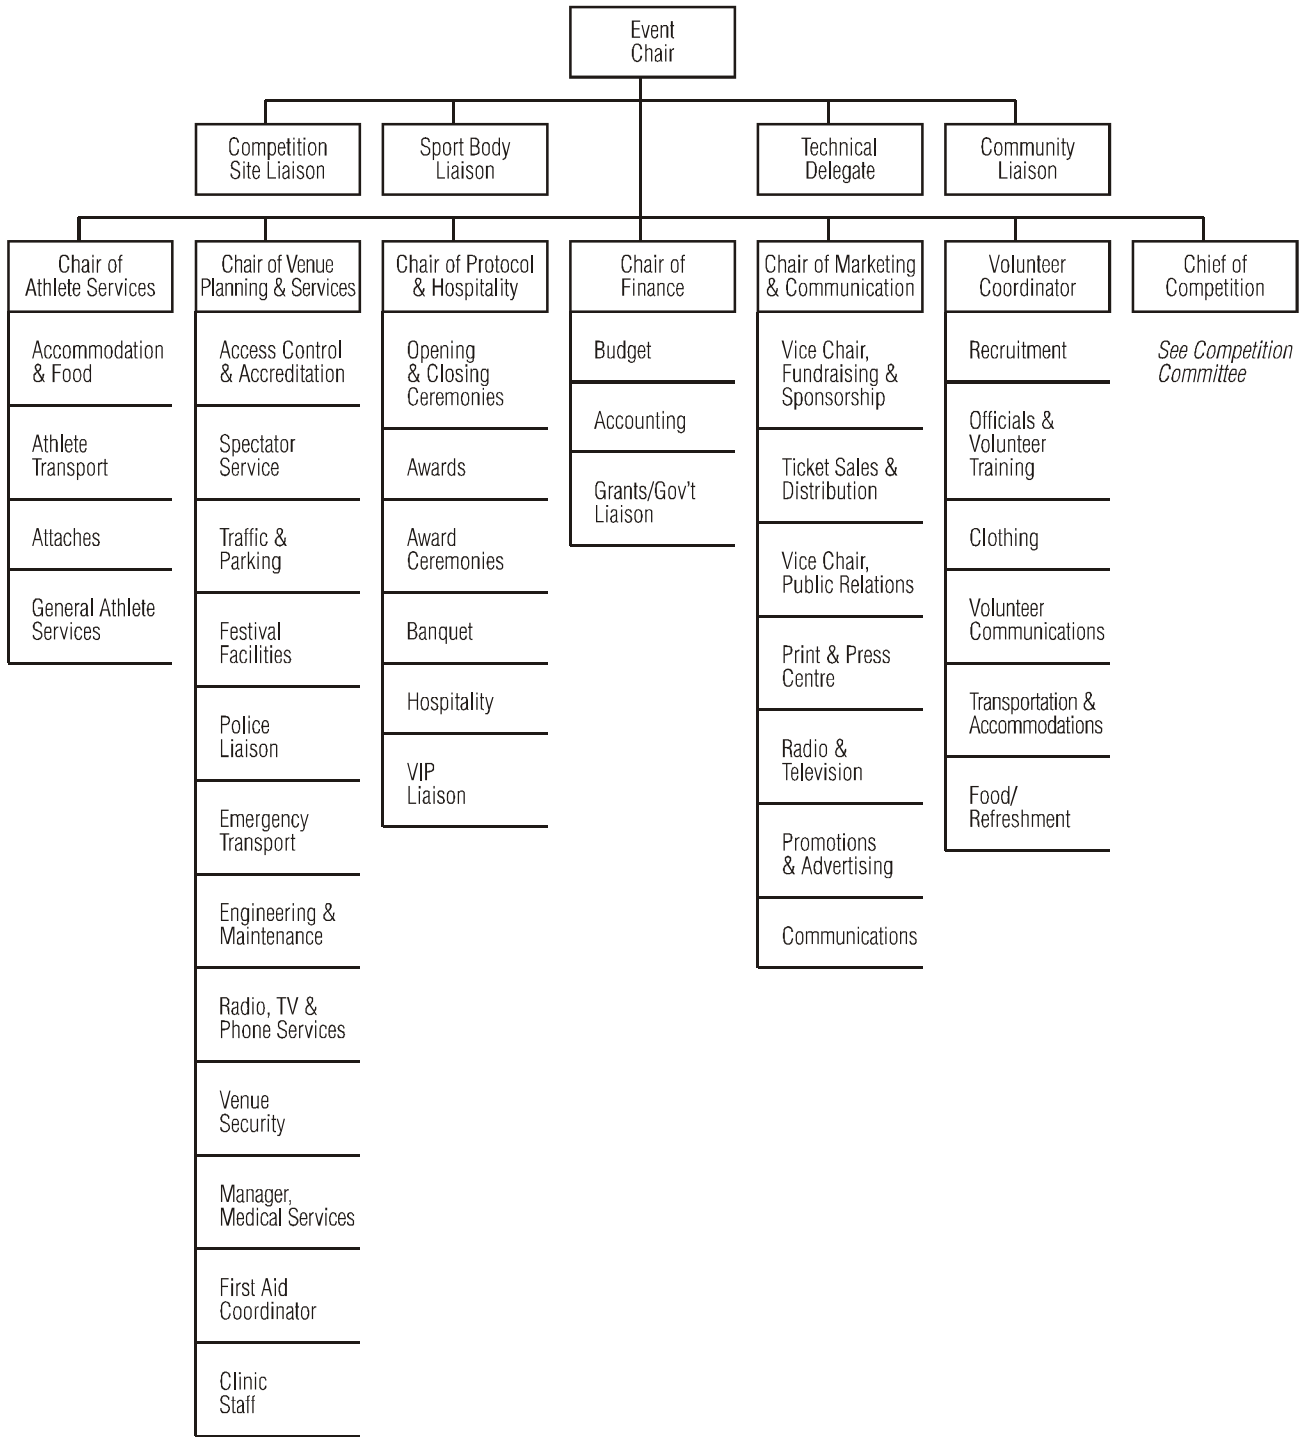 Event
Chair
Competition
Site Liaison
Sport Body
Liaison
Technical
Delegate
Community
Liaison
Chair of
Athlete Services
Accommodation
& Food
Athlete
Transport
Attaches
General Athlete
Services
Chair of Venue
Planning & Services
Access Control
& Accreditation
Spectator
Service
Traffic &
Parking
Festival
Facilities
Police
Liaison
Emergency
Transport
Engineering &
Maintenance
Radio, TV &
Phone Services
Venue
Security
Manager,
Medical Services
First Aid
Coordinator
Clinic
Staff
Chair of Protocol
& Hospitality
Opening
& Closing
Ceremonies
Awards
Award
Ceremonies
Banquet
Hospitality
VIP
Liaison
Chair of
Finance
Budget
Accounting
Grants/Gov't
Liaison
Chair of Marketing
& Communication
Vice Chair,
Fundraising &
Sponsorship
Ticket Sales &
Distribution
Vice Chair,
Public Relations
Print & Press
Centre
Radio &
Television
Promotions
& Advertising
Communications
Volunteer
Coordinator
Recruitment
Officials &
Volunteer
Training
Clothing
Volunteer
Communications
Transportation &
Accommodations
Food/
Refreshment
Chief of
Competition
See Competition
Committee